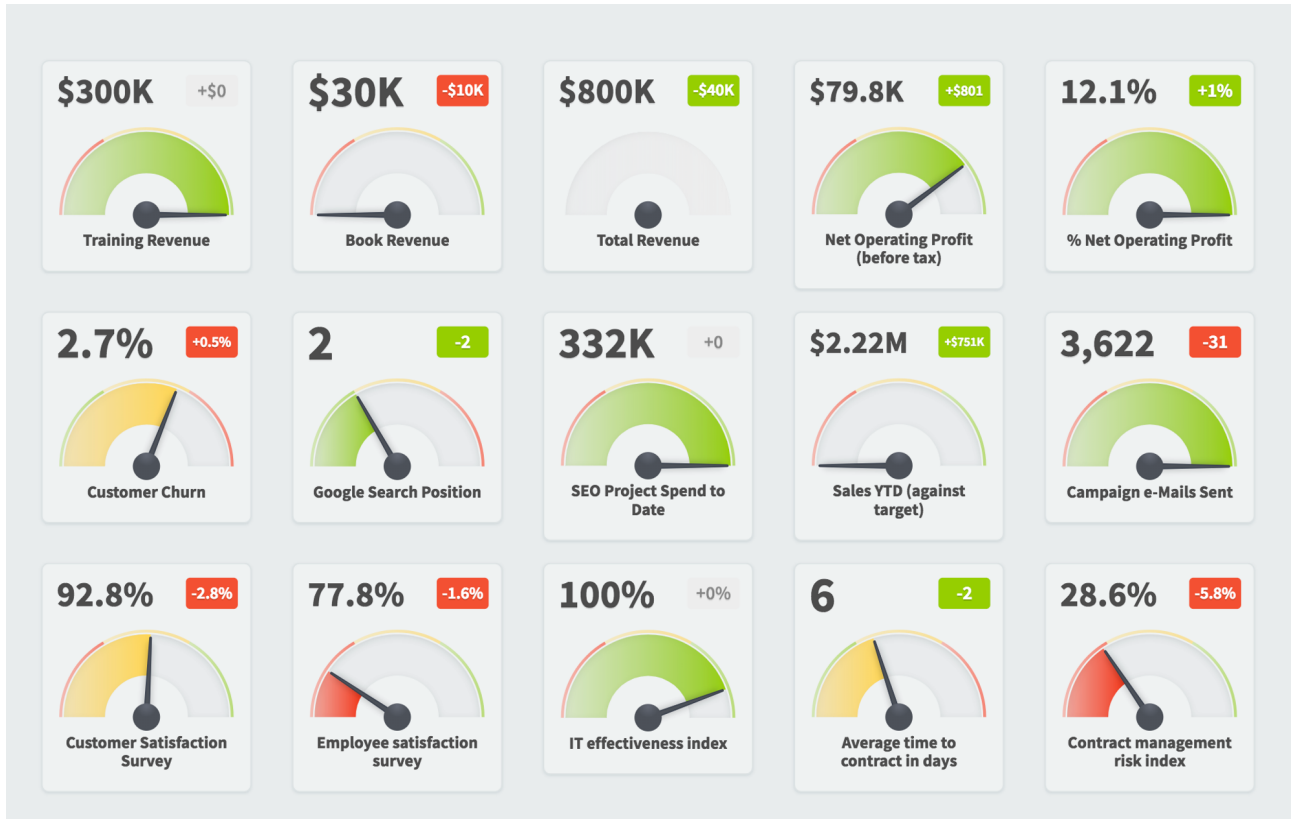 $300K +$0
Training Revenue
$30K -$10K
Book Revenue
$800K -$40K
Total Revenue
$79.8K +$801
Net Operating Profit
(before tax)
12.1% +1%
% Net Operating Profit
2.7% +0.5%
Customer Churn
2 -2
Google Search Position
332K +0
SEO Project Spend to
Date
$2.22M +$751K
Sales YTD (against
target)
3,622 -31
Campaign e-Mails Sent
92.8% -2.8%
Customer Satisfaction
Survey
77.8% -1.6%
Employee satisfaction
survey
100% +0%
IT effectiveness index
6 -2
Average time to
contract in days
28.6% -5.8%
Contract management
risk index